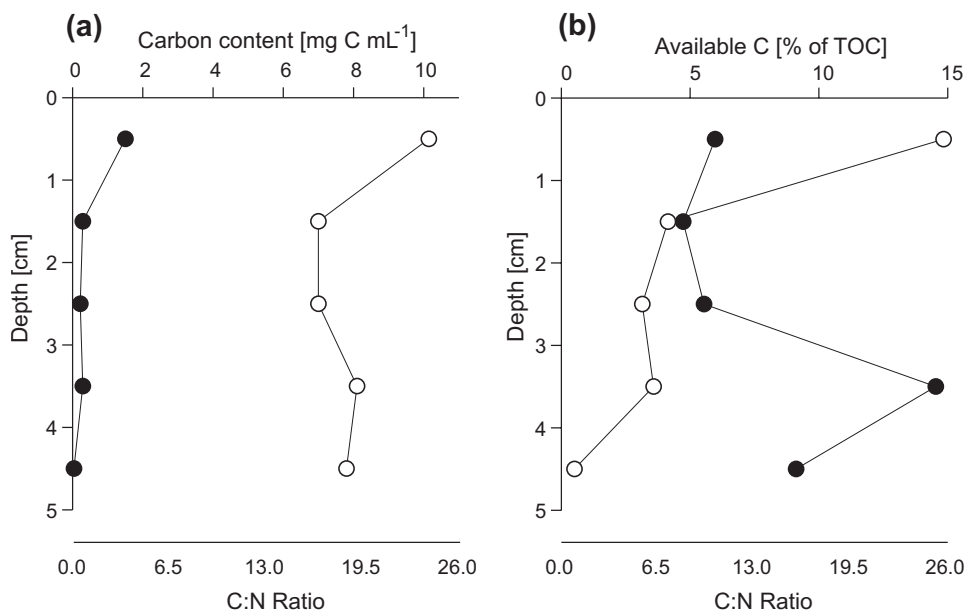 (a)
Carbon content [mg C mL-1]
0 2 4 6 8 10
0
1
2
3
4
5
Depth [cm]
0.0 6.5 13.0 19.5 26.0
C:N Ratio
(b)
Available C [% of TOC]
0 5 10 15
0
1
2
3
4
5
Depth [cm]
0.0 6.5 13.0 19.5 26.0
C:N Ratio